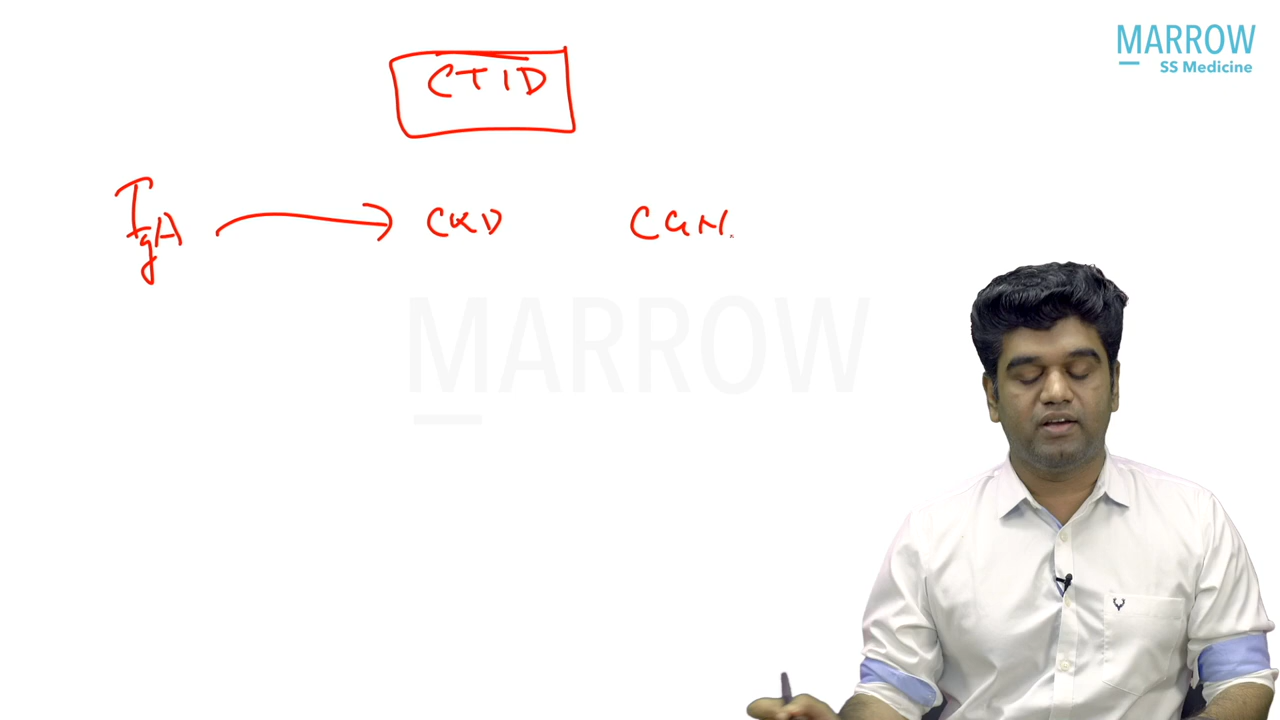 MARROW
SS Medicine
CTID
IgA → CKD CGN.
MARROW